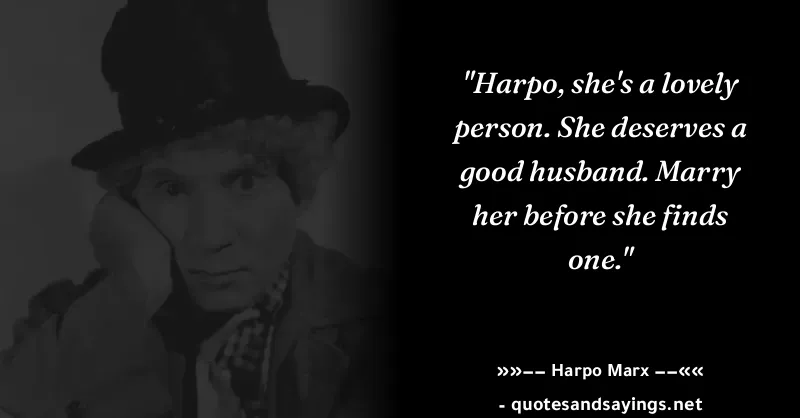 "Harpo, she's a lovely
person. She deserves a
good husband. Marry
her before she finds
one."
»»–– Harpo Marx ––««
- quotesandsayings.net